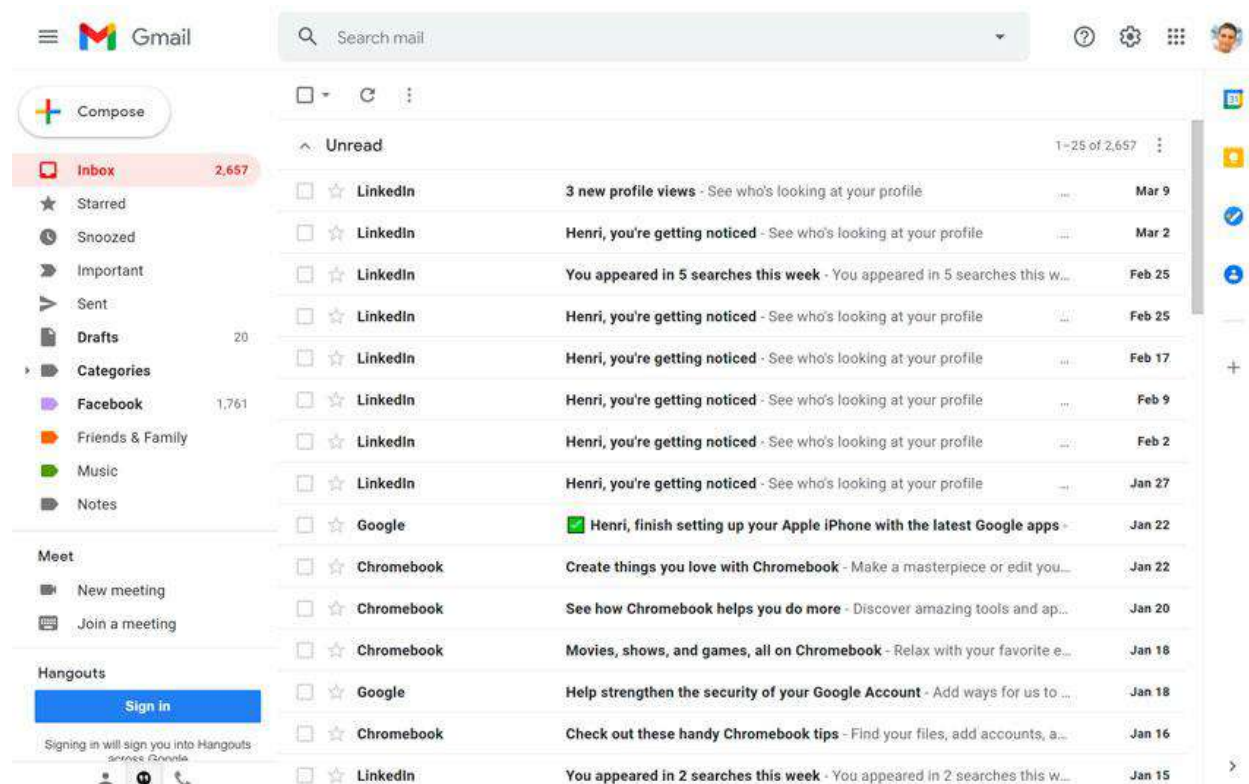 Gmail
Search mail
Compose
Inbox 2,657
Starred
Snoozed
Important
Sent
Drafts 20
Categories
Facebook 1,761
Friends & Family
Music
Notes
Meet
New meeting
Join a meeting
Hangouts
Sign in
Signing in will sign you into Hangouts
across Google
Unread 1–25 of 2,657
LinkedIn 3 new profile views - See who's looking at your profile ... Mar 9
LinkedIn Henri, you're getting noticed - See who's looking at your profile ... Mar 2
LinkedIn You appeared in 5 searches this week - You appeared in 5 searches this w... Feb 25
LinkedIn Henri, you're getting noticed - See who's looking at your profile ... Feb 25
LinkedIn Henri, you're getting noticed - See who's looking at your profile ... Feb 17
LinkedIn Henri, you're getting noticed - See who's looking at your profile ... Feb 9
LinkedIn Henri, you're getting noticed - See who's looking at your profile ... Feb 2
LinkedIn Henri, you're getting noticed - See who's looking at your profile ... Jan 27
Google ✅ Henri, finish setting up your Apple iPhone with the latest Google apps - Jan 22
Chromebook Create things you love with Chromebook - Make a masterpiece or edit you... Jan 22
Chromebook See how Chromebook helps you do more - Discover amazing tools and ap... Jan 20
Chromebook Movies, shows, and games, all on Chromebook - Relax with your favorite e... Jan 18
Google Help strengthen the security of your Google Account - Add ways for us to ... Jan 18
Chromebook Check out these handy Chromebook tips - Find your files, add accounts, a... Jan 16
LinkedIn You appeared in 2 searches this week - You appeared in 2 searches this w... Jan 15
31